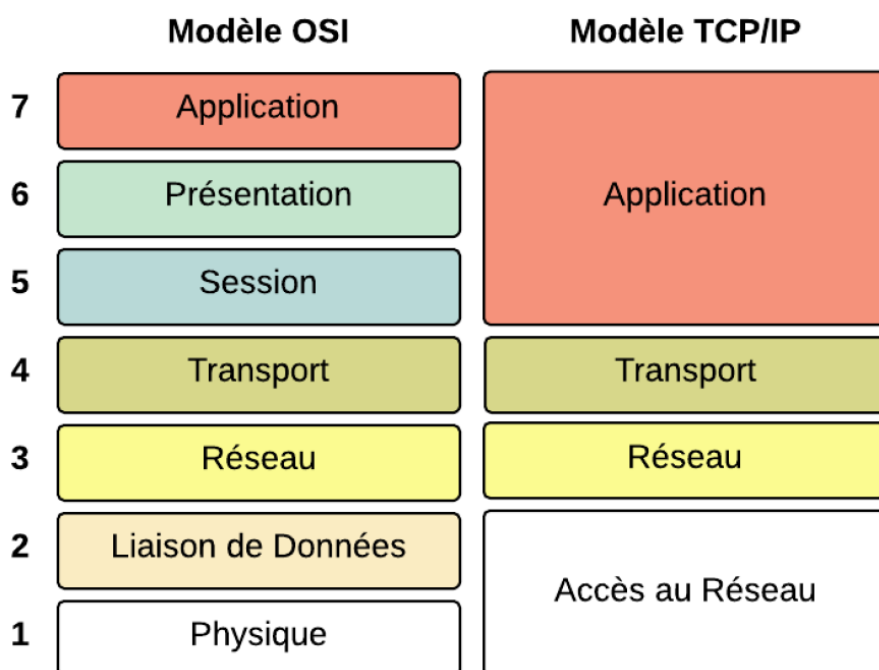 Modèle OSI
Modèle TCP/IP
7
Application
Application
6
Présentation
5
Session
4
Transport
Transport
3
Réseau
Réseau
2
Liaison de Données
Accès au Réseau
1
Physique